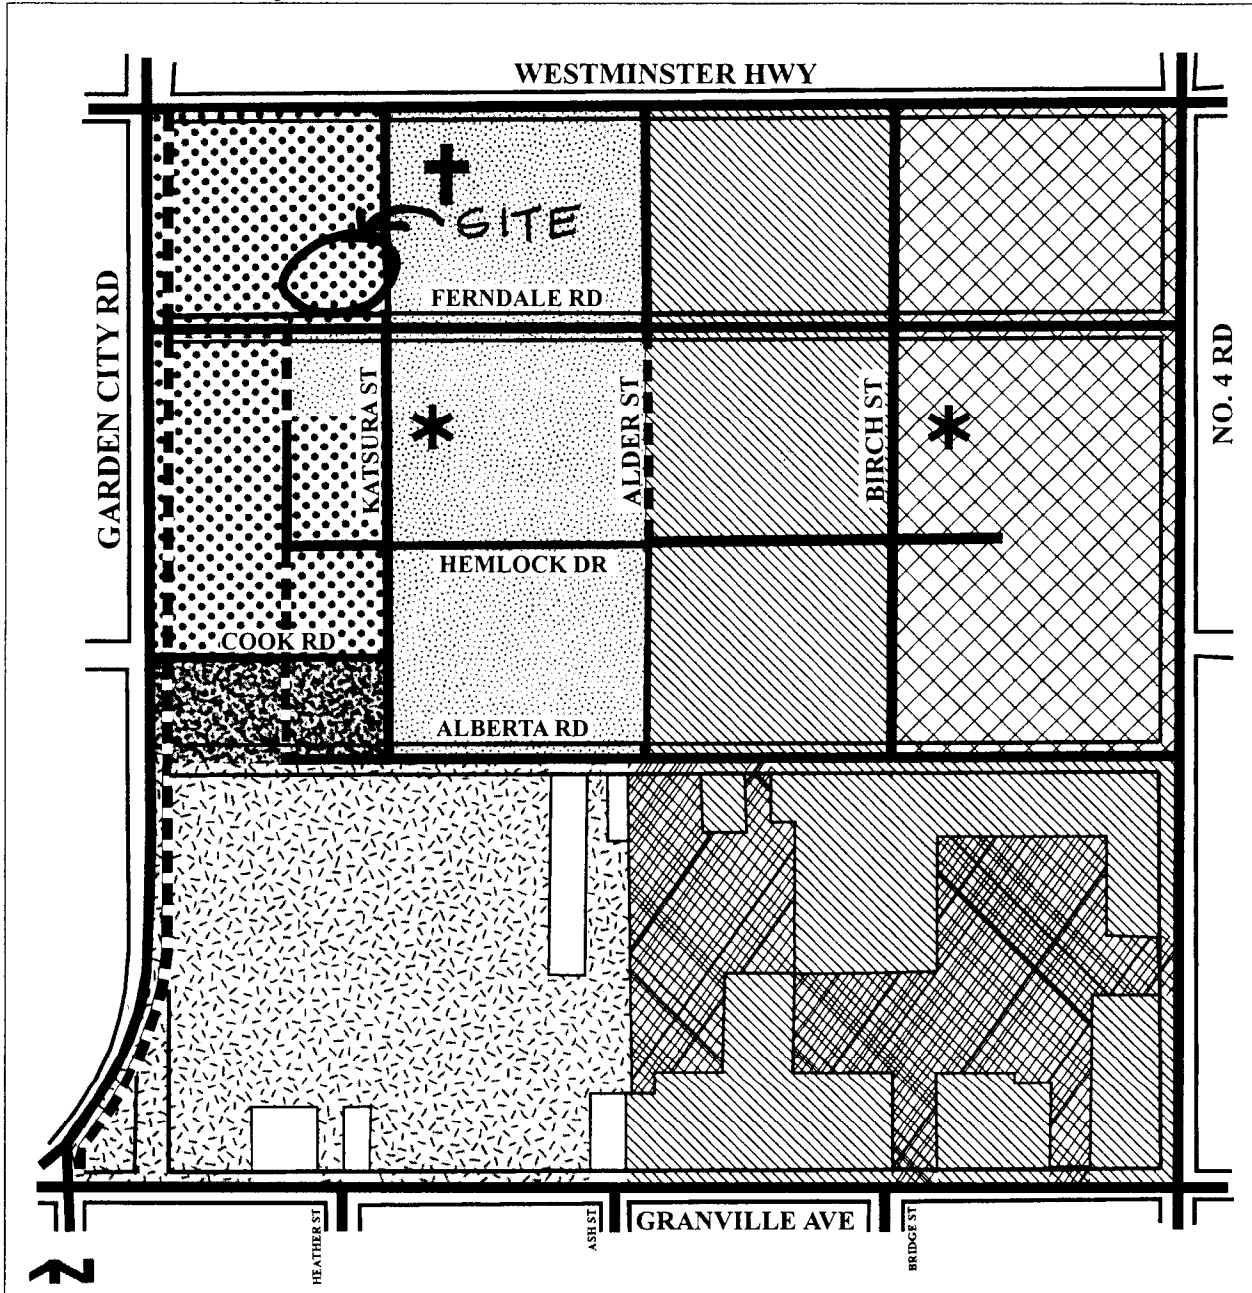 WESTMINSTER HWY
SITE
FERNDALE RD
GARDEN CITY RD
KATSURA ST
ALDER ST
BIRCH ST
NO. 4 RD
HEMLOCK DR
COOK RD
ALBERTA RD
GRANVILLE AVE
HEATHER ST
ASH ST
BRIDGE ST
N